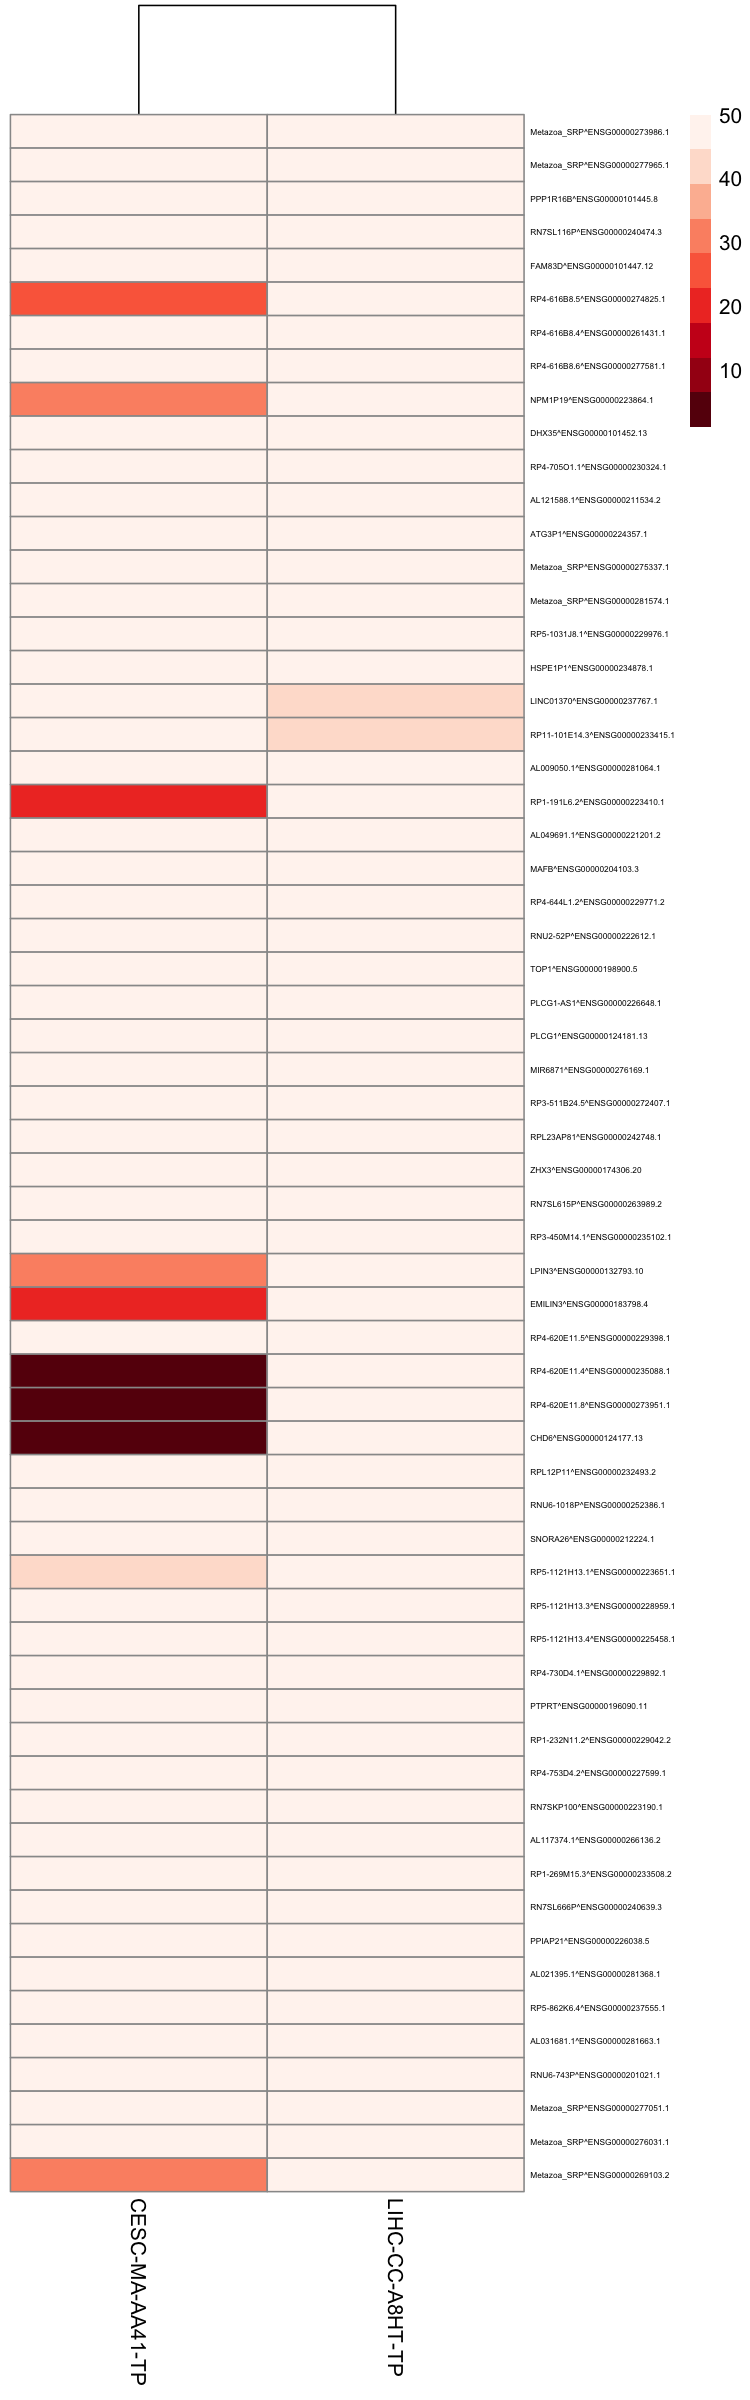 Metazoa_SRP^ENSG00000273986.1
Metazoa_SRP^ENSG00000277965.1
PPP1R16B^ENSG00000101445.8
RN7SL116P^ENSG00000240474.3
FAM83D^ENSG00000101447.12
RP4-616B8.5^ENSG00000274825.1
RP4-616B8.4^ENSG00000261431.1
RP4-616B8.6^ENSG00000277581.1
NPM1P19^ENSG00000223864.1
DHX35^ENSG00000101452.13
RP4-705O1.1^ENSG00000230324.1
AL121588.1^ENSG00000211534.2
ATG3P1^ENSG00000224357.1
Metazoa_SRP^ENSG00000275337.1
Metazoa_SRP^ENSG00000281574.1
RP5-1031J8.1^ENSG00000229976.1
HSPE1P1^ENSG00000234878.1
LINC01370^ENSG00000237767.1
RP11-101E14.3^ENSG00000233415.1
AL009050.1^ENSG00000281064.1
RP1-191L6.2^ENSG00000223410.1
AL049691.1^ENSG00000221201.2
MAFB^ENSG00000204103.3
RP4-644L1.2^ENSG00000229771.2
RNU2-52P^ENSG00000222612.1
TOP1^ENSG00000198900.5
PLCG1-AS1^ENSG00000226648.1
PLCG1^ENSG00000124181.13
MIR6871^ENSG00000276169.1
RP3-511B24.5^ENSG00000272407.1
RPL23AP81^ENSG00000242748.1
ZHX3^ENSG00000174306.20
RN7SL615P^ENSG00000263989.2
RP3-450M14.1^ENSG00000235102.1
LPIN3^ENSG00000132793.10
EMILIN3^ENSG00000183798.4
RP4-620E11.5^ENSG00000229398.1
RP4-620E11.4^ENSG00000235088.1
RP4-620E11.8^ENSG00000273951.1
CHD6^ENSG00000124177.13
RPL12P11^ENSG00000232493.2
RNU6-1018P^ENSG00000252386.1
SNORA26^ENSG00000212224.1
RP5-1121H13.1^ENSG00000223651.1
RP5-1121H13.3^ENSG00000228959.1
RP5-1121H13.4^ENSG00000225458.1
RP4-730D4.1^ENSG00000229892.1
PTPRT^ENSG00000196090.11
RP1-232N11.2^ENSG00000229042.2
RP4-753D4.2^ENSG00000227599.1
RN7SKP100^ENSG00000223190.1
AL117374.1^ENSG00000266136.2
RP1-269M15.3^ENSG00000233508.2
RN7SL666P^ENSG00000240639.3
PPIAP21^ENSG00000226038.5
AL021395.1^ENSG00000281368.1
RP5-862K6.4^ENSG00000237555.1
AL031681.1^ENSG00000281663.1
RNU6-743P^ENSG00000201021.1
Metazoa_SRP^ENSG00000277051.1
Metazoa_SRP^ENSG00000276031.1
Metazoa_SRP^ENSG00000269103.2
50
40
30
20
10
CESC-MA-AA41-TP
LIHC-CC-A8HT-TP